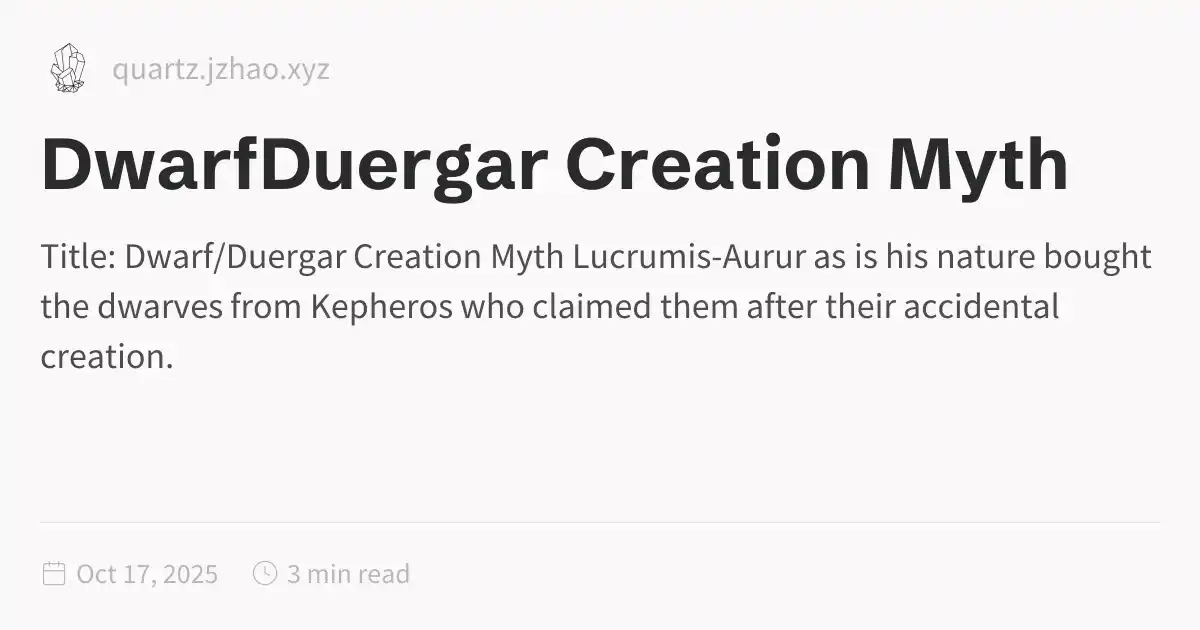 quartz.jzhao.xyz
DwarfDuergar Creation Myth
Title: Dwarf/Duergar Creation Myth Lucrumis-Aurur as is his nature bought
the dwarves from Kepheros who claimed them after their accidental
creation.
Oct 17, 2025 3 min read